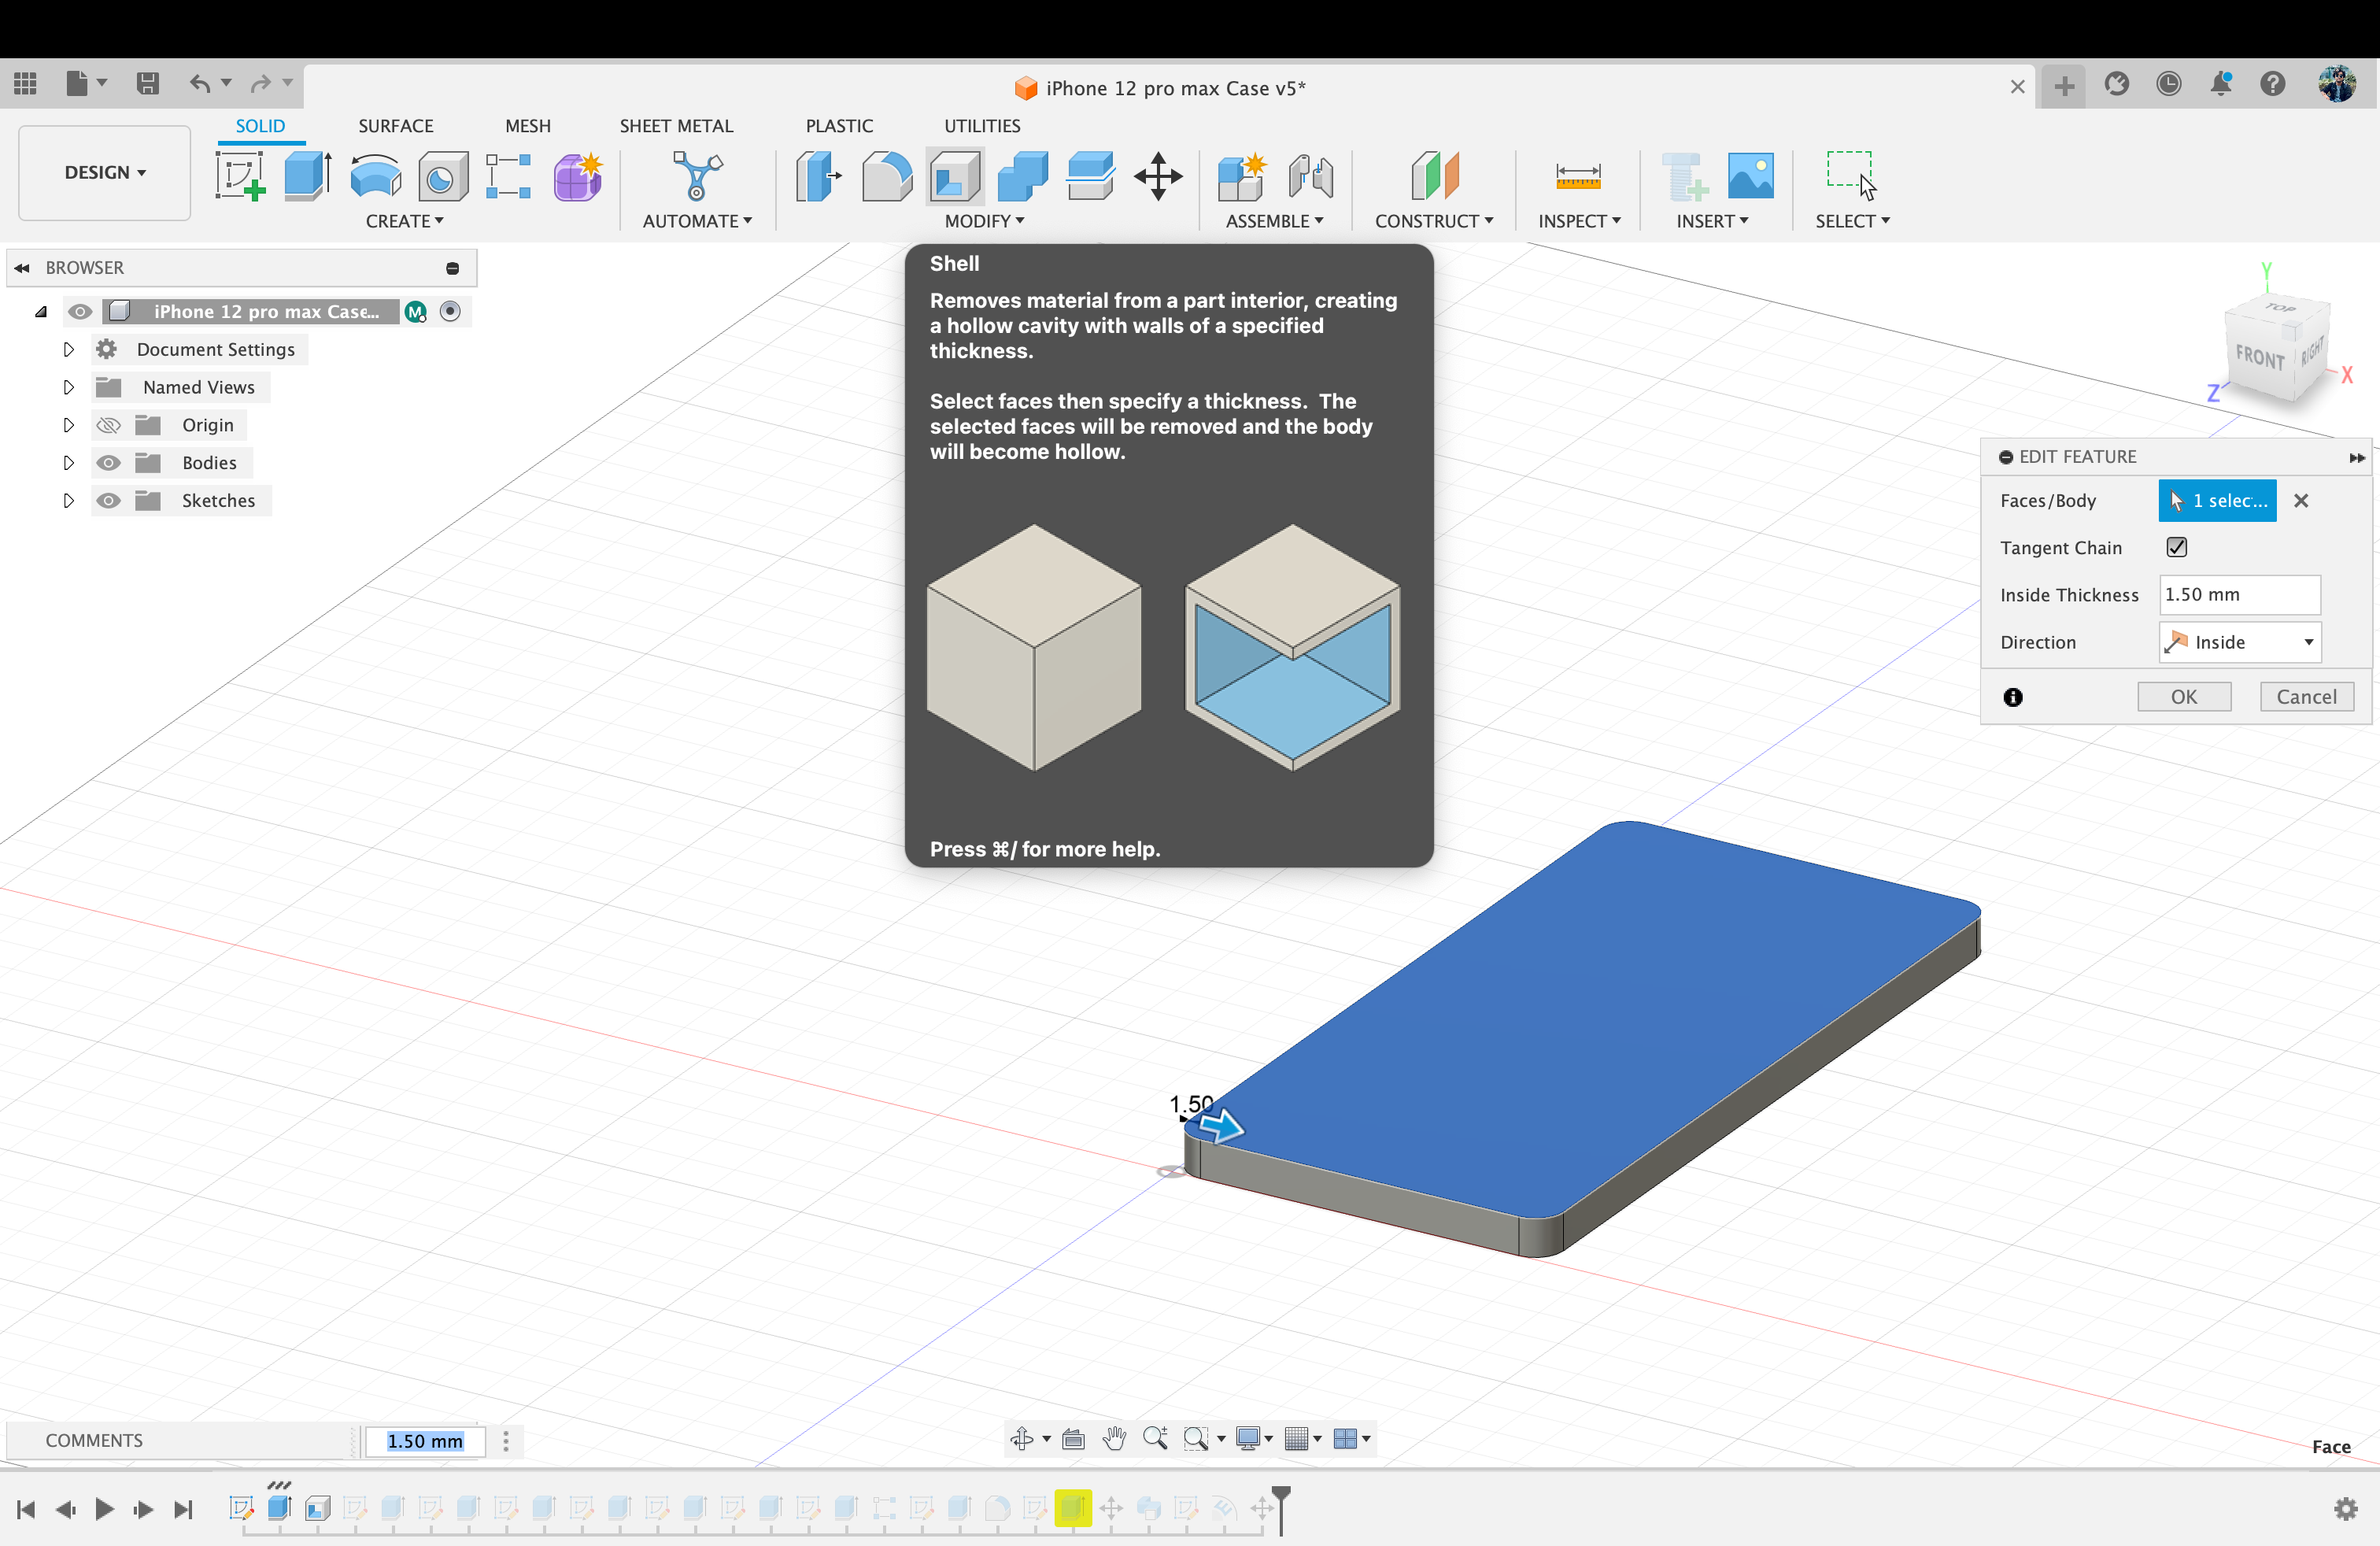 iPhone 12 pro max Case v5*
DESIGN
SOLID
SURFACE
MESH
SHEET METAL
PLASTIC
UTILITIES
CREATE
AUTOMATE
MODIFY
ASSEMBLE
CONSTRUCT
INSPECT
INSERT
SELECT
BROWSER
iPhone 12 pro max Case...
M
Document Settings
Named Views
Origin
Bodies
Sketches
Shell
Removes material from a part interior, creating
a hollow cavity with walls of a specified
thickness.
Select faces then specify a thickness.  The
selected faces will be removed and the body
will become hollow.
Press ⌘/ for more help.
Y
TOP
FRONT
RIGHT
X
Z
EDIT FEATURE
Faces/Body
1 selec...
Tangent Chain
Inside Thickness
1.50 mm
Direction
Inside
OK
Cancel
1.50
COMMENTS
1.50 mm
Face